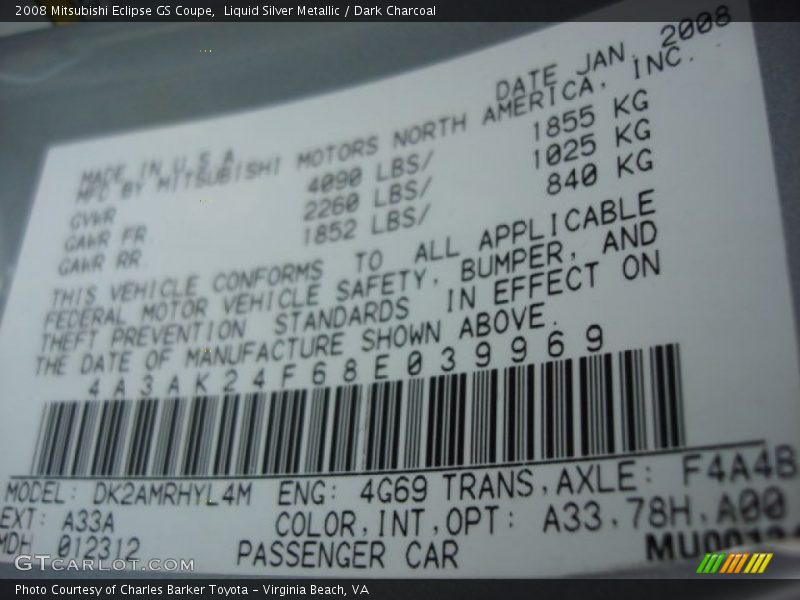 2008 Mitsubishi Eclipse GS Coupe,  Liquid Silver Metallic / Dark Charcoal
DATE JAN, 2008
MADE IN U.S.A
MFD BY MITSUBISHI MOTORS NORTH AMERICA, INC.
GVWR 4090 LBS/ 1855 KG
GAWR FR 2260 LBS/ 1025 KG
GAWR RR 1852 LBS/ 840 KG
THIS VEHICLE CONFORMS TO ALL APPLICABLE
FEDERAL MOTOR VEHICLE SAFETY, BUMPER, AND
THEFT PREVENTION STANDARDS IN EFFECT ON
THE DATE OF MANUFACTURE SHOWN ABOVE.
4A3AK24F68E039969
MODEL: DK2AMRHYL4M ENG: 4G69 TRANS,AXLE: F4A4B
EXT: A33A COLOR,INT,OPT: A33,78H,A00
MDH 012312 PASSENGER CAR
GTCARLOT.COM
Photo Courtesy of Charles Barker Toyota – Virginia Beach, VA